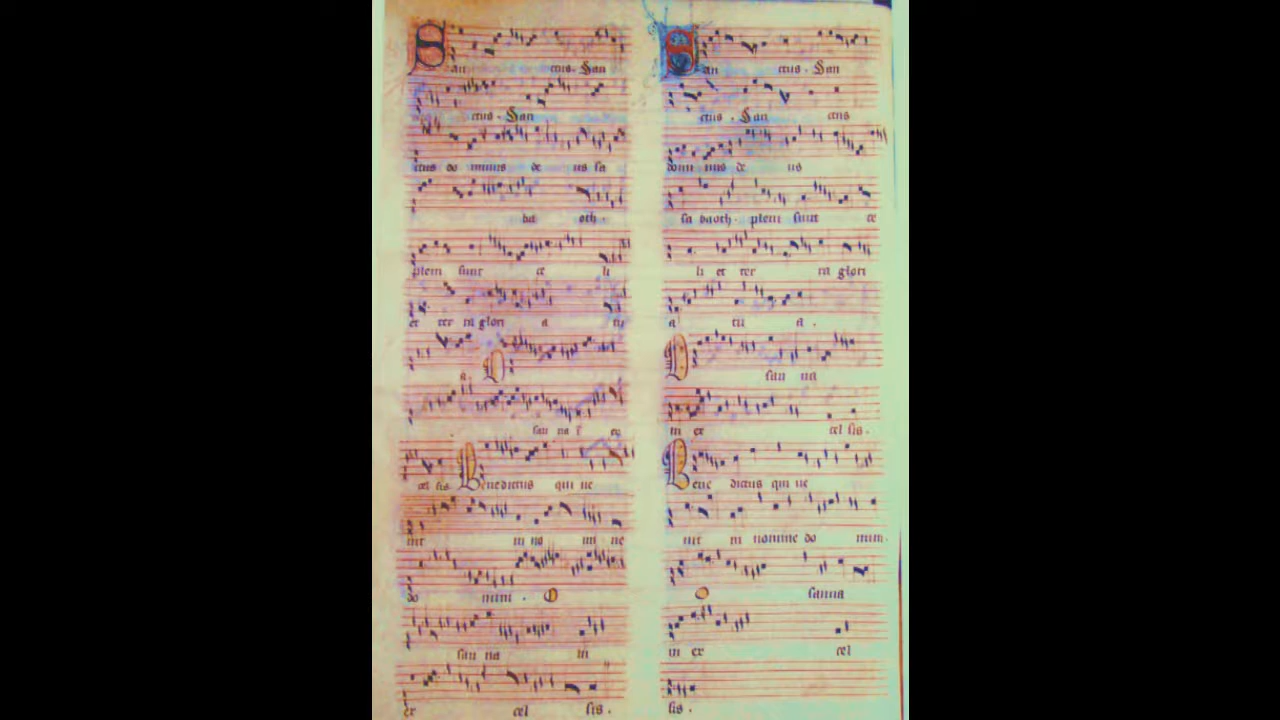 San ctus . San
ctus . San
ctus do minus de us sa
ba oth .
pleni sunt ce li
et ter ra glori a tu
a . O
san na ī ex
cel sis . Benedictus qui ue
nit in no mi ne
do mini . O
san na in
ex cel sis .
San ctus . San
ctus . San ctus
domi nus de us
sa baoth . pleni sunt ce
li et ter ra glori
a tu a .
O san na
in ex cel sis .
Bene dictus qui ue
nit in nomine do mini .
O sanna
in ex cel
sis .